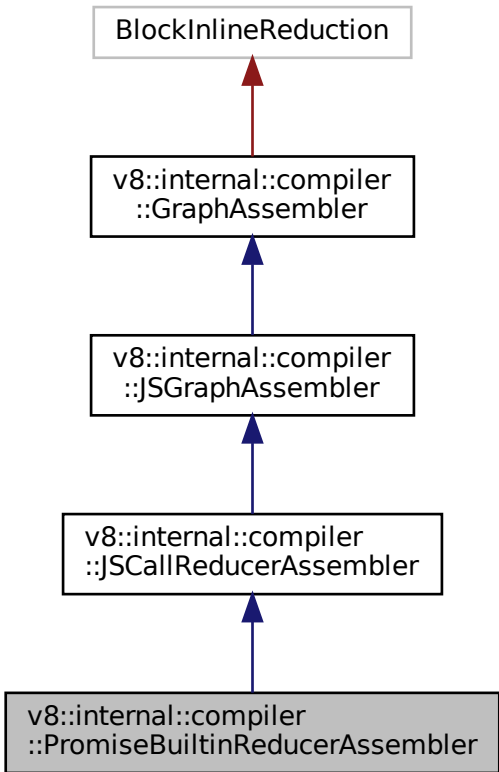 BlockInlineReduction
v8::internal::compiler
::GraphAssembler
v8::internal::compiler
::JSGraphAssembler
v8::internal::compiler
::JSCallReducerAssembler
v8::internal::compiler
::PromiseBuiltinReducerAssembler